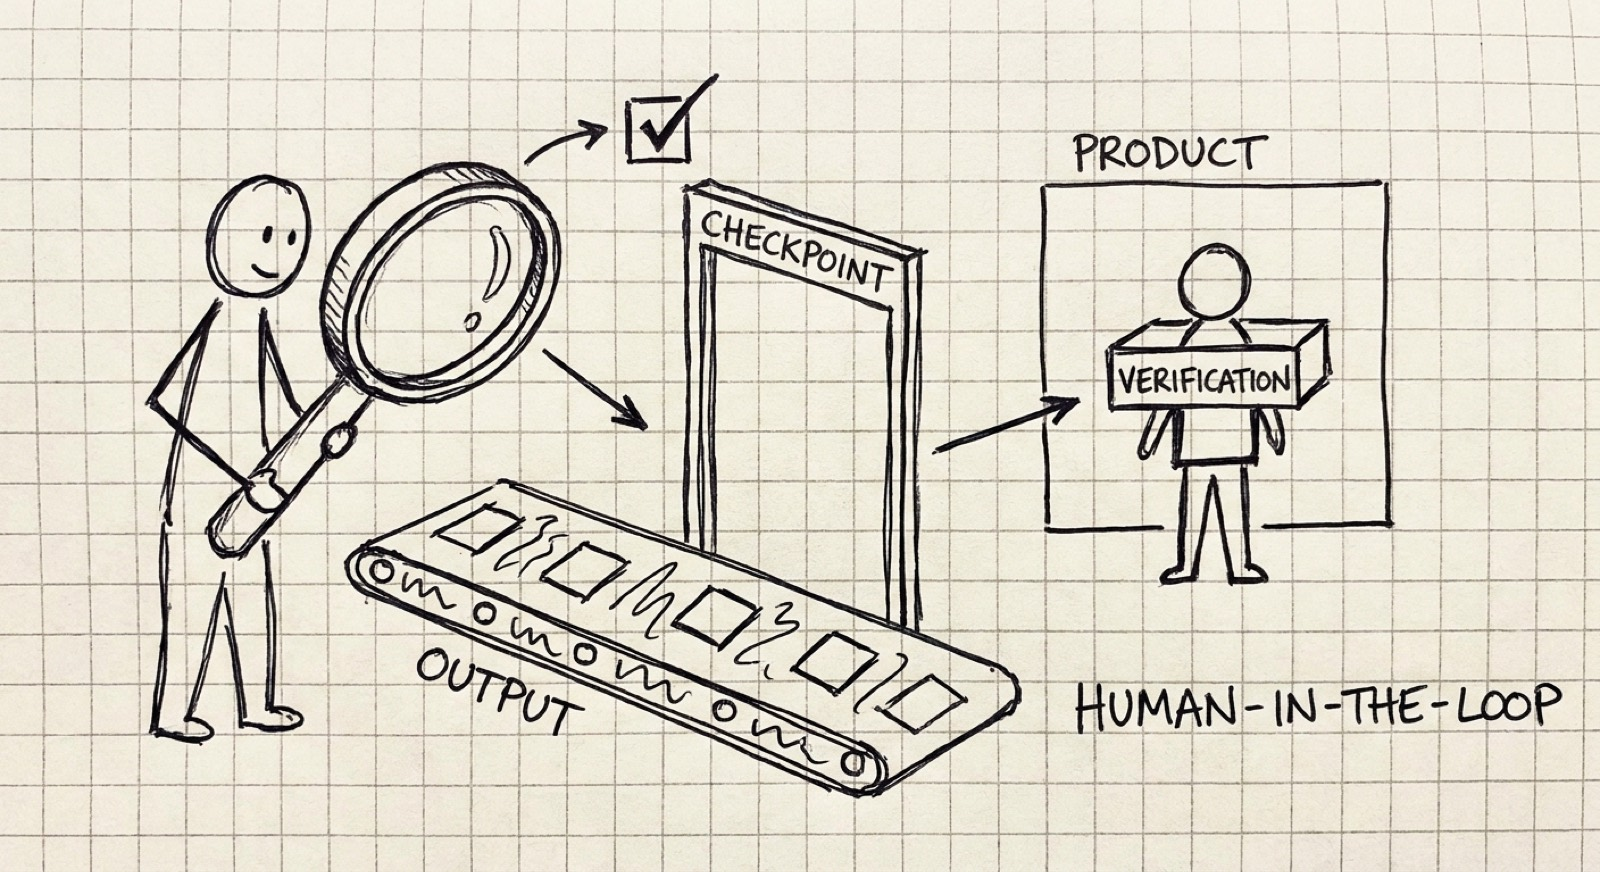 PRODUCT
CHECKPOINT
VERIFICATION
OUTPUT
HUMAN-IN-THE-LOOP